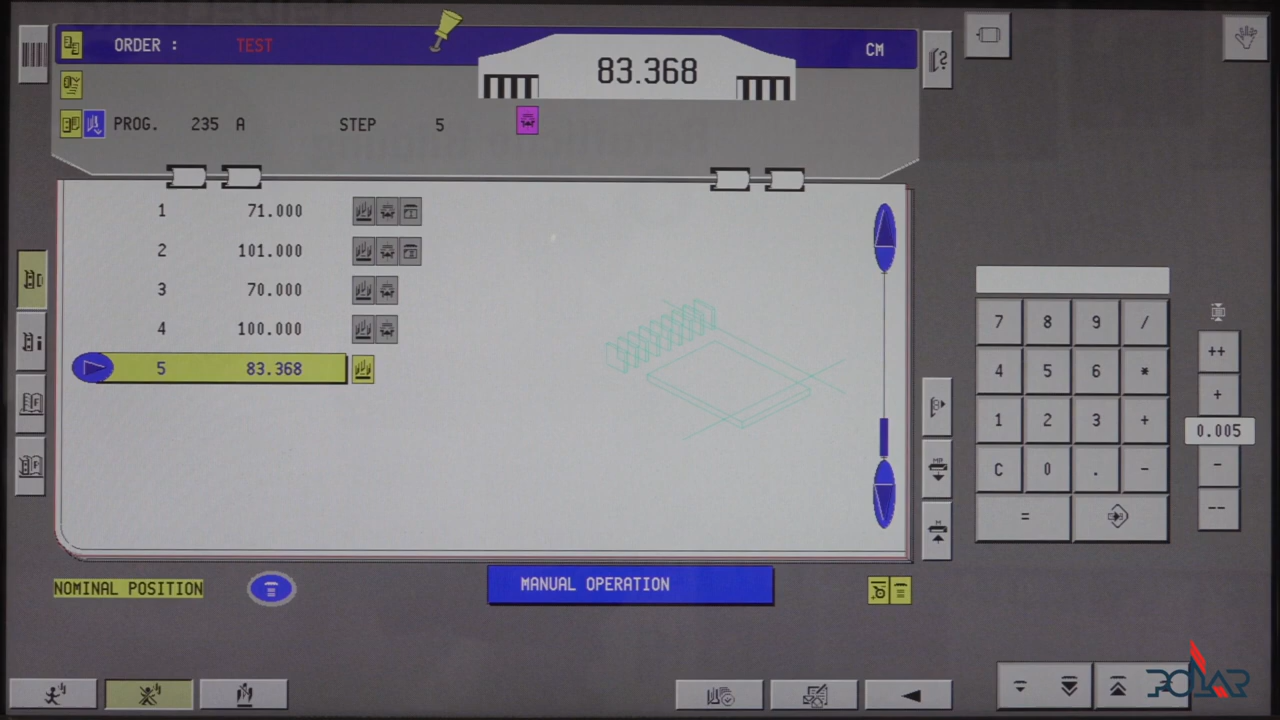 ORDER : TEST
83.368
CM
PROG. 235 A STEP 5
1 71.000
2 101.000
3 70.000
4 100.000
5 83.368
NOMINAL POSITION
MANUAL OPERATION
7 8 9 /
4 5 6 *
1 2 3 +
C 0 . -
=
++
+
0.005
-
--
POLAR